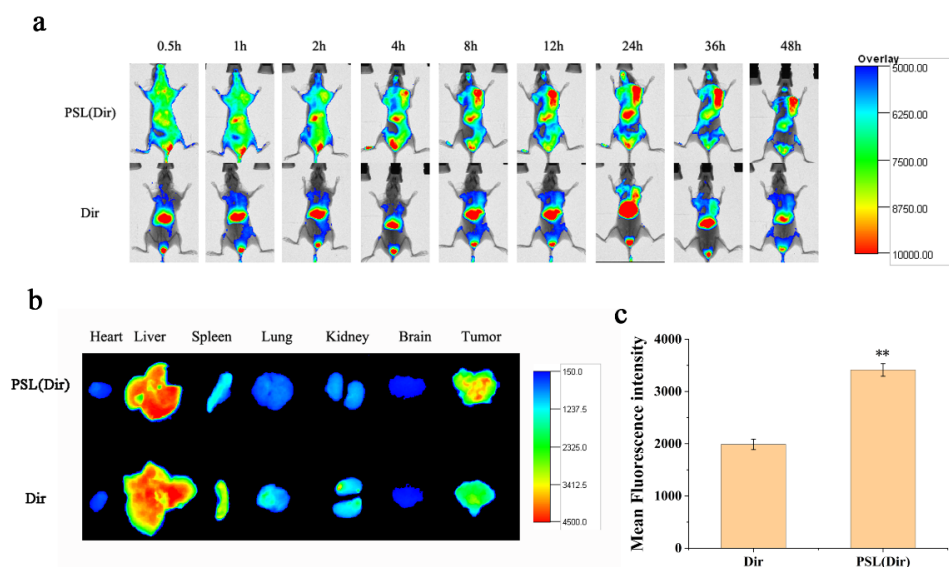 a
0.5h 1h 2h 4h 8h 12h 24h 36h 48h
Overlay
5000.00
6250.00
7500.00
8750.00
10000.00
PSL(Dir)
Dir
b
Heart Liver Spleen Lung Kidney Brain Tumor
PSL(Dir)
Dir
150.0
1237.5
2325.0
3412.5
4500.0
c
Mean Fluorescence intensity
4000
3000
2000
1000
0
**
Dir PSL(Dir)